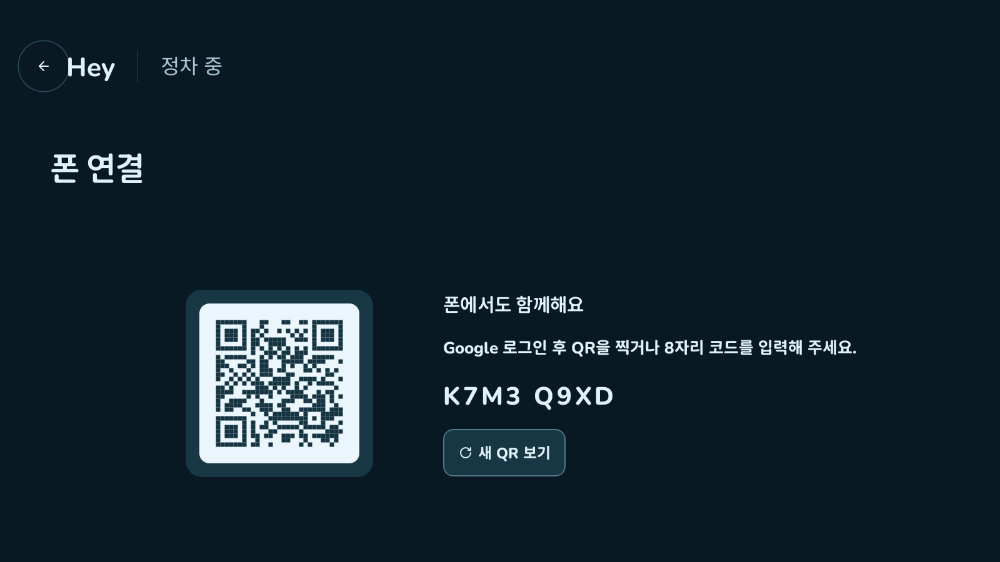 Hey 정차 중
폰 연결
폰에서도 함께해요
Google 로그인 후 QR을 찍거나 8자리 코드를 입력해 주세요.
K7M3 Q9XD
새 QR 보기